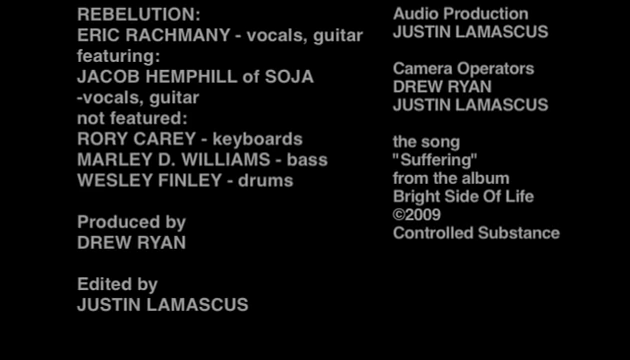 REBELUTION:
ERIC RACHMANY - vocals, guitar
featuring:
JACOB HEMPHILL of SOJA
-vocals, guitar
not featured:
RORY CAREY - keyboards
MARLEY D. WILLIAMS - bass
WESLEY FINLEY - drums
Produced by
DREW RYAN
Edited by
JUSTIN LAMASCUS
Audio Production
JUSTIN LAMASCUS
Camera Operators
DREW RYAN
JUSTIN LAMASCUS
the song
"Suffering"
from the album
Bright Side Of Life
©2009
Controlled Substance